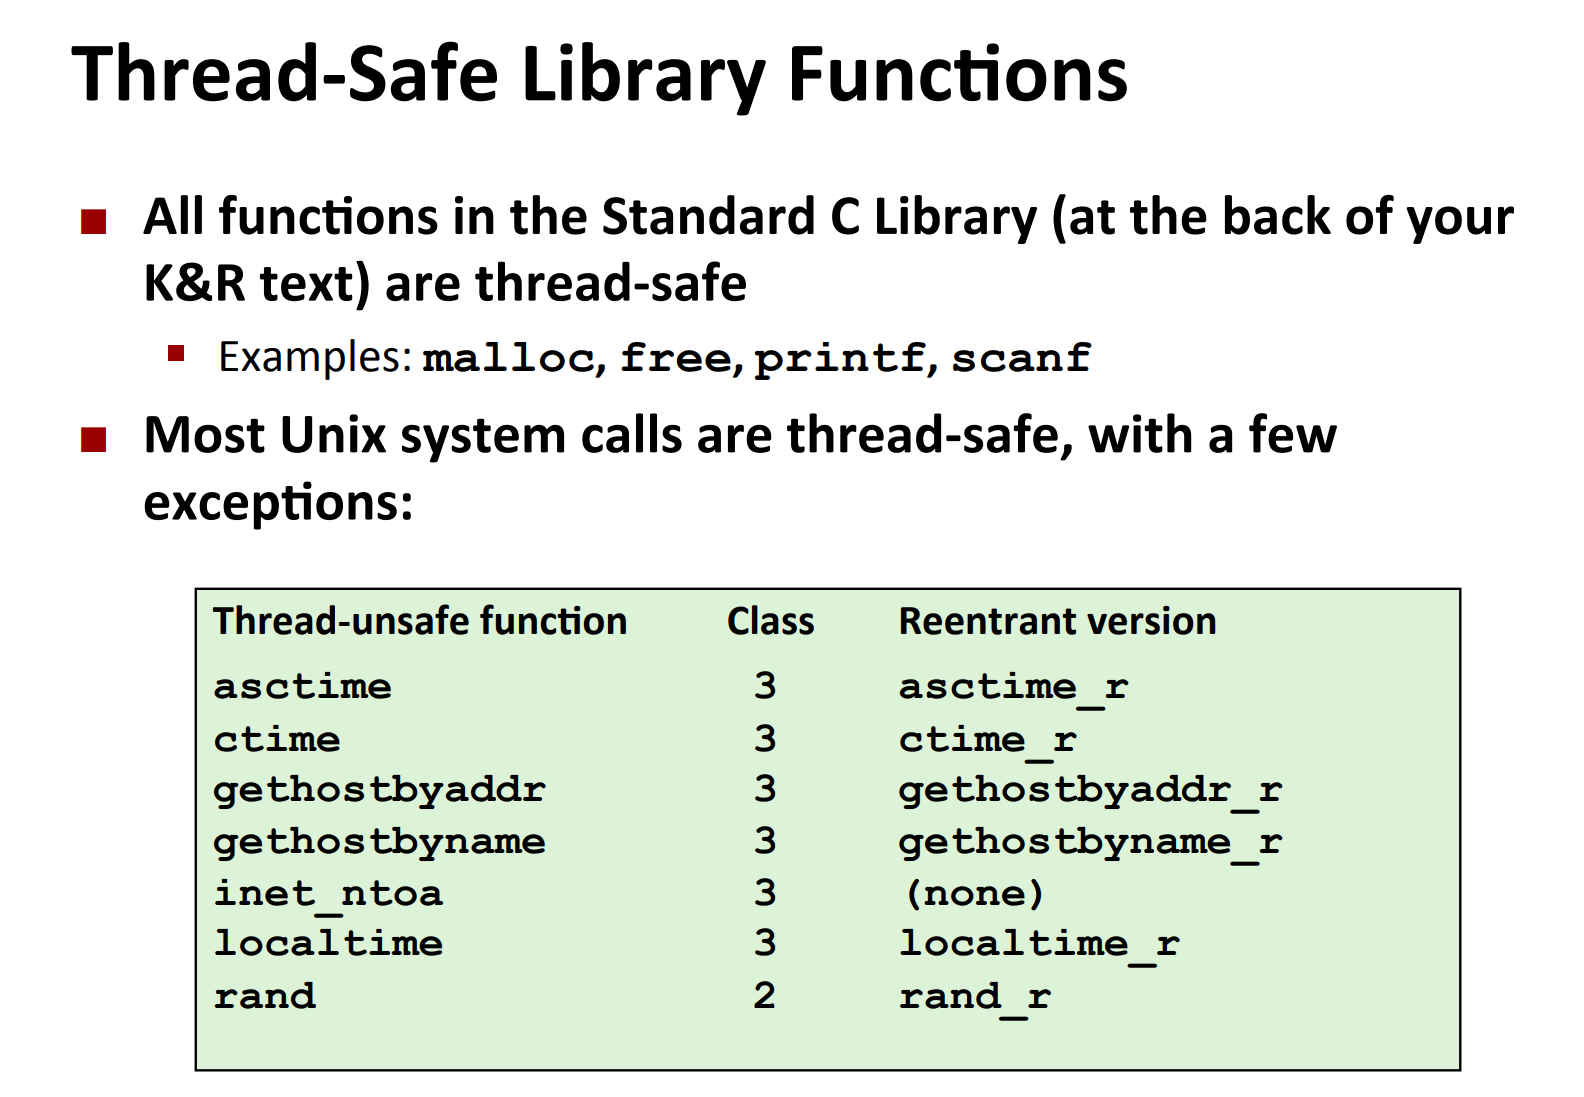 Thread-Safe Library Functions
All functions in the Standard C Library (at the back of your
K&R text) are thread-safe
Examples: malloc, free, printf, scanf
Most Unix system calls are thread-safe, with a few
exceptions:
Thread-unsafe function Class Reentrant version
asctime 3 asctime_r
ctime 3 ctime_r
gethostbyaddr 3 gethostbyaddr_r
gethostbyname 3 gethostbyname_r
inet_ntoa 3 (none)
localtime 3 localtime_r
rand 2 rand_r